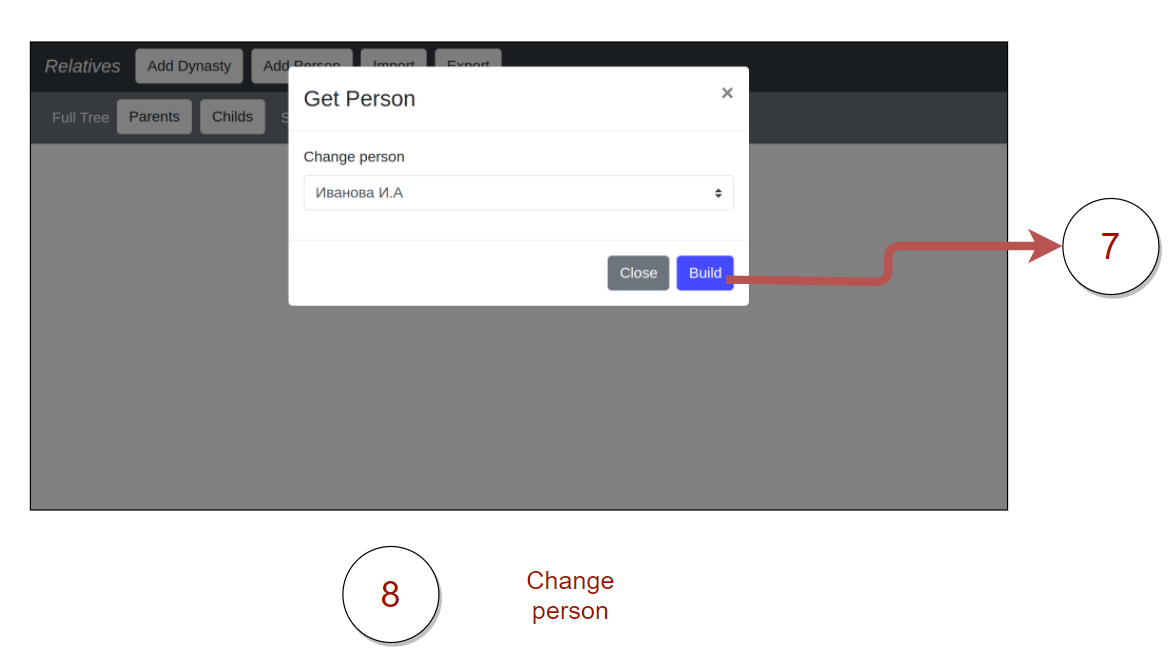 Relatives Add Dynasty Add Person Import Export
Get Person ×
Full Tree Parents Childs S
Change person
Иванова И.А
Close Build
7
8
Change
person